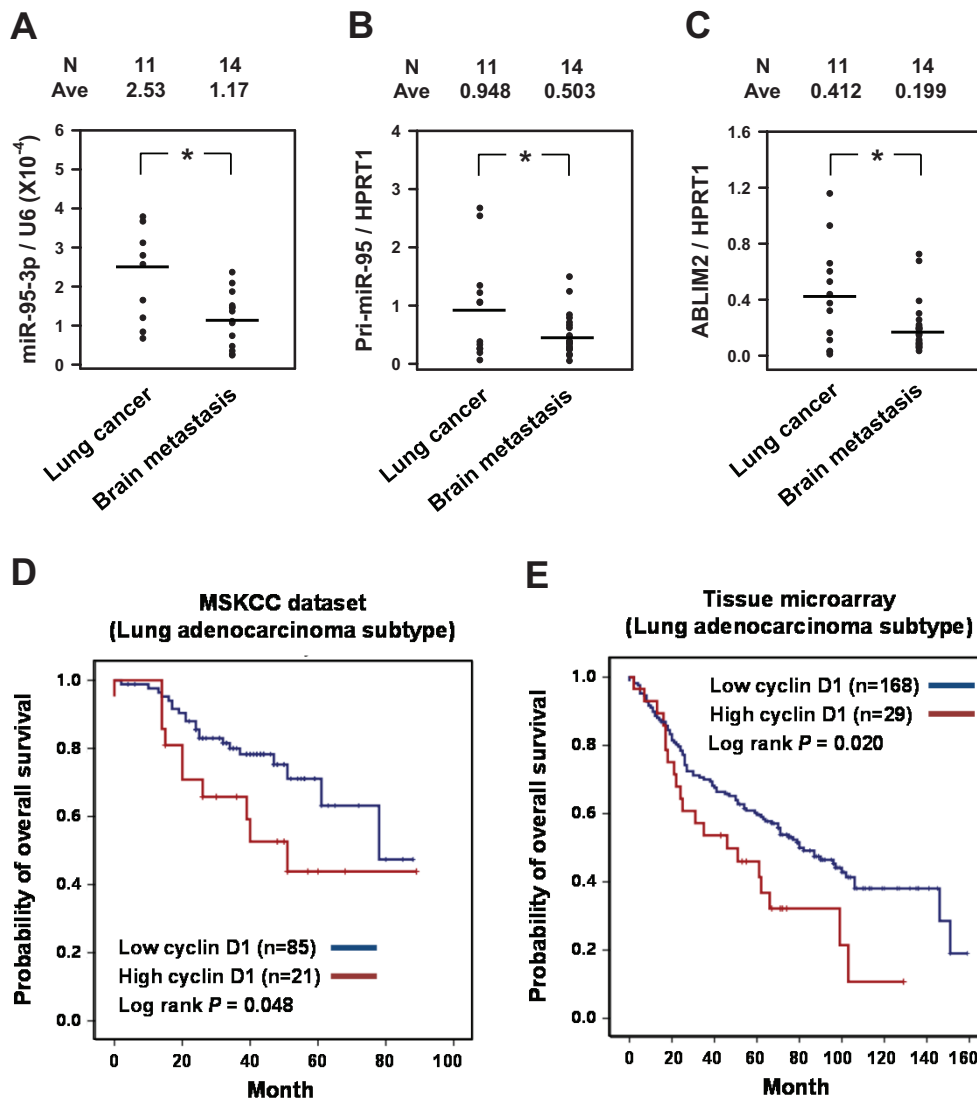 A
N 11 14
Ave 2.53 1.17
miR-95-3p / U6 (X10⁻⁴)
6
5
4
3
2
1
0
*
Lung cancer
Brain metastasis
B
N 11 14
Ave 0.948 0.503
Pri-miR-95 / HPRT1
4
3
2
1
0
*
Lung cancer
Brain metastasis
C
N 11 14
Ave 0.412 0.199
ABLIM2 / HPRT1
1.6
1.2
0.8
0.4
0.0
*
Lung cancer
Brain metastasis
D
MSKCC dataset
(Lung adenocarcinoma subtype)
Probability of overall survival
1.0
0.8
0.6
0.4
0.2
0.0
Low cyclin D1 (n=85)
High cyclin D1 (n=21)
Log rank P = 0.048
0 20 40 60 80 100
Month
E
Tissue microarray
(Lung adenocarcinoma subtype)
Probability of overall survival
1.0
0.8
0.6
0.4
0.2
0.0
Low cyclin D1 (n=168)
High cyclin D1 (n=29)
Log rank P = 0.020
0 20 40 60 80 100 120 140 160
Month